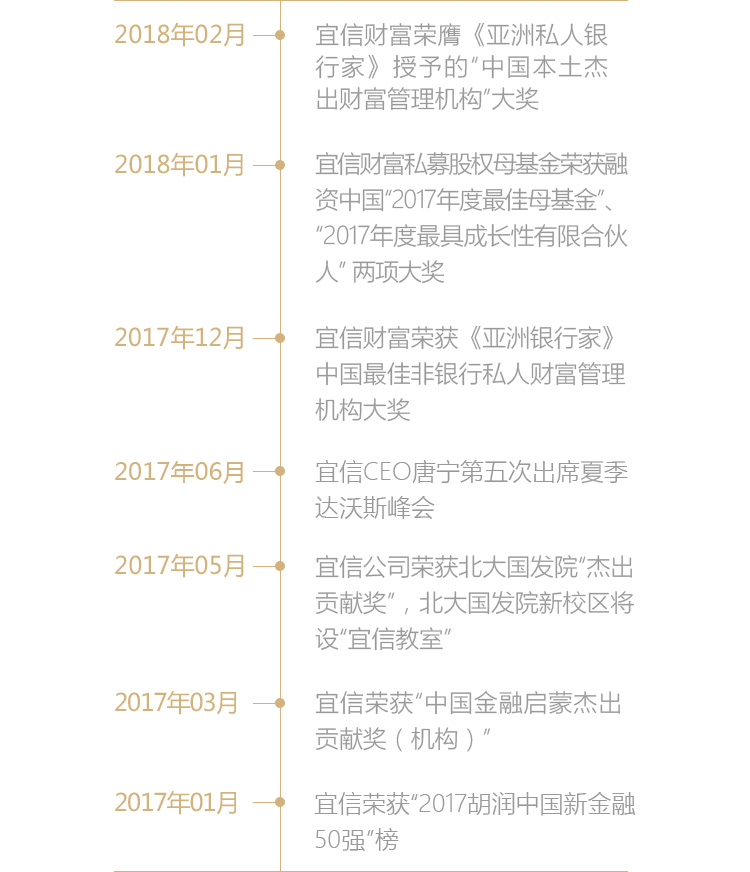 2018年02月
宜信财富荣膺《亚洲私人银
行家》授予的“中国本土杰
出财富管理机构”大奖
2018年01月
宜信财富私募股权母基金荣获融
资中国“2017年度最佳母基金”、
“2017年度最具成长性有限合伙
人” 两项大奖
2017年12月
宜信财富荣获《亚洲银行家》
中国最佳非银行私人财富管理
机构大奖
2017年06月
宜信CEO唐宁第五次出席夏季
达沃斯峰会
2017年05月
宜信公司荣获北大国发院“杰出
贡献奖”，北大国发院新校区将
设“宜信教室”
2017年03月
宜信荣获“中国金融启蒙杰出
贡献奖（机构）”
2017年01月
宜信荣获“2017胡润中国新金融
50强”榜